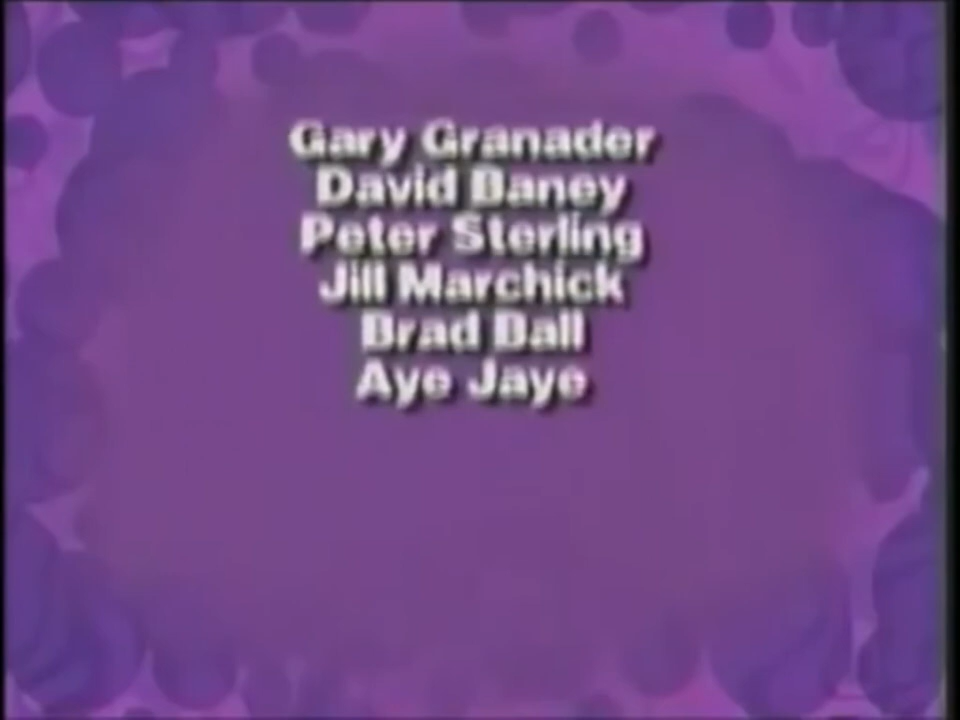 Gary Granader
David Baney
Peter Sterling
Jill Marchick
Brad Ball
Aye Jaye